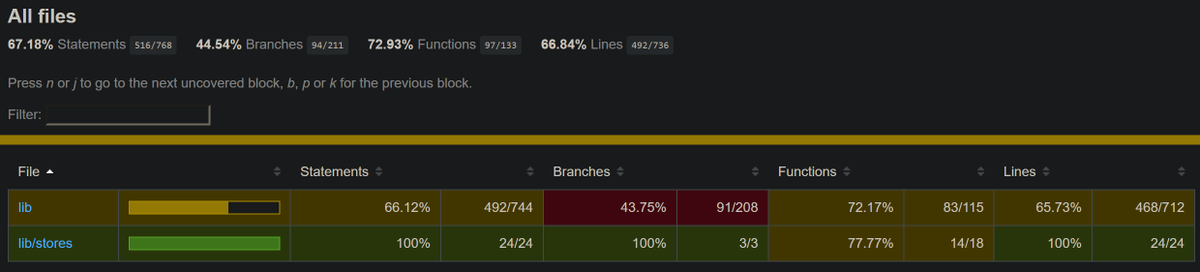 All files
67.18% Statements 516/768 44.54% Branches 94/211 72.93% Functions 97/133 66.84% Lines 492/736
Press n or j to go to the next uncovered block, b, p or k for the previous block.
Filter:
File Statements Branches Functions Lines
lib 66.12% 492/744 43.75% 91/208 72.17% 83/115 65.73% 468/712
lib/stores 100% 24/24 100% 3/3 77.77% 14/18 100% 24/24